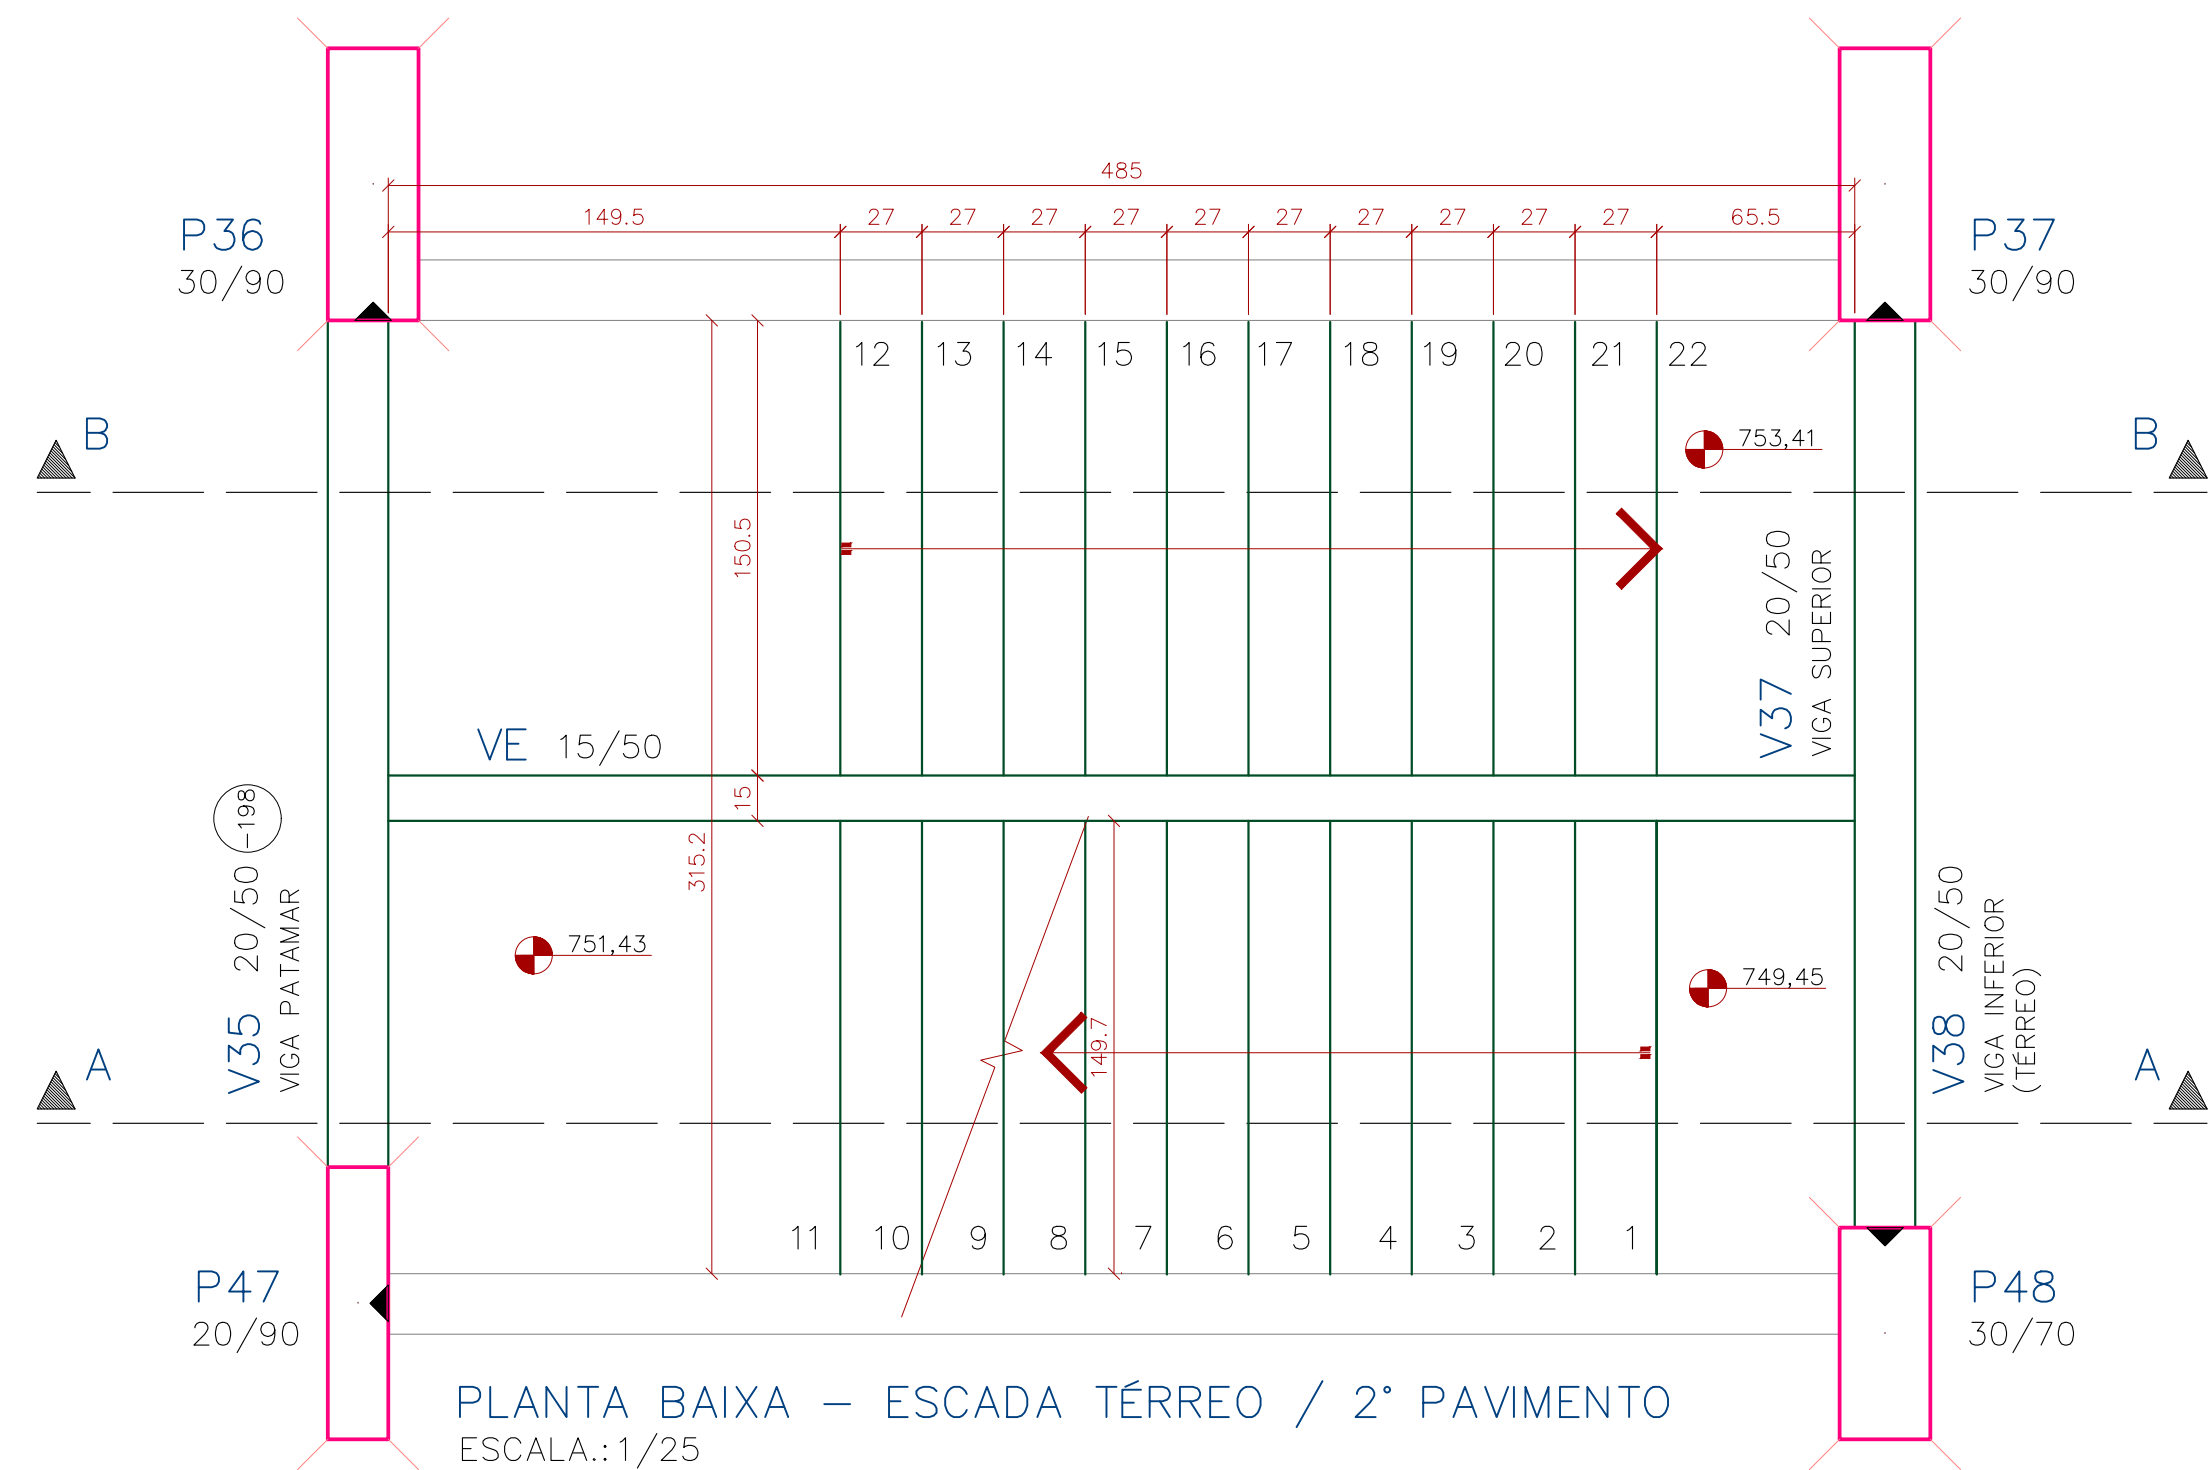 485
149.5 27 27 27 27 27 27 27 27 27 27 65.5
P36
30/90
P37
30/90
12 13 14 15 16 17 18 19 20 21 22
B
B
753,41
150.5
V37 20/50
VIGA SUPERIOR
VE 15/50
15
315.2
V35 20/50 -198
VIGA PATAMAR
751,43
749,45
149.7
V38 20/50
VIGA INFERIOR
(TÉRREO)
A
A
11 10 9 8 7 6 5 4 3 2 1
P47
20/90
P48
30/70
PLANTA BAIXA – ESCADA TÉRREO / 2° PAVIMENTO
ESCALA.: 1/25